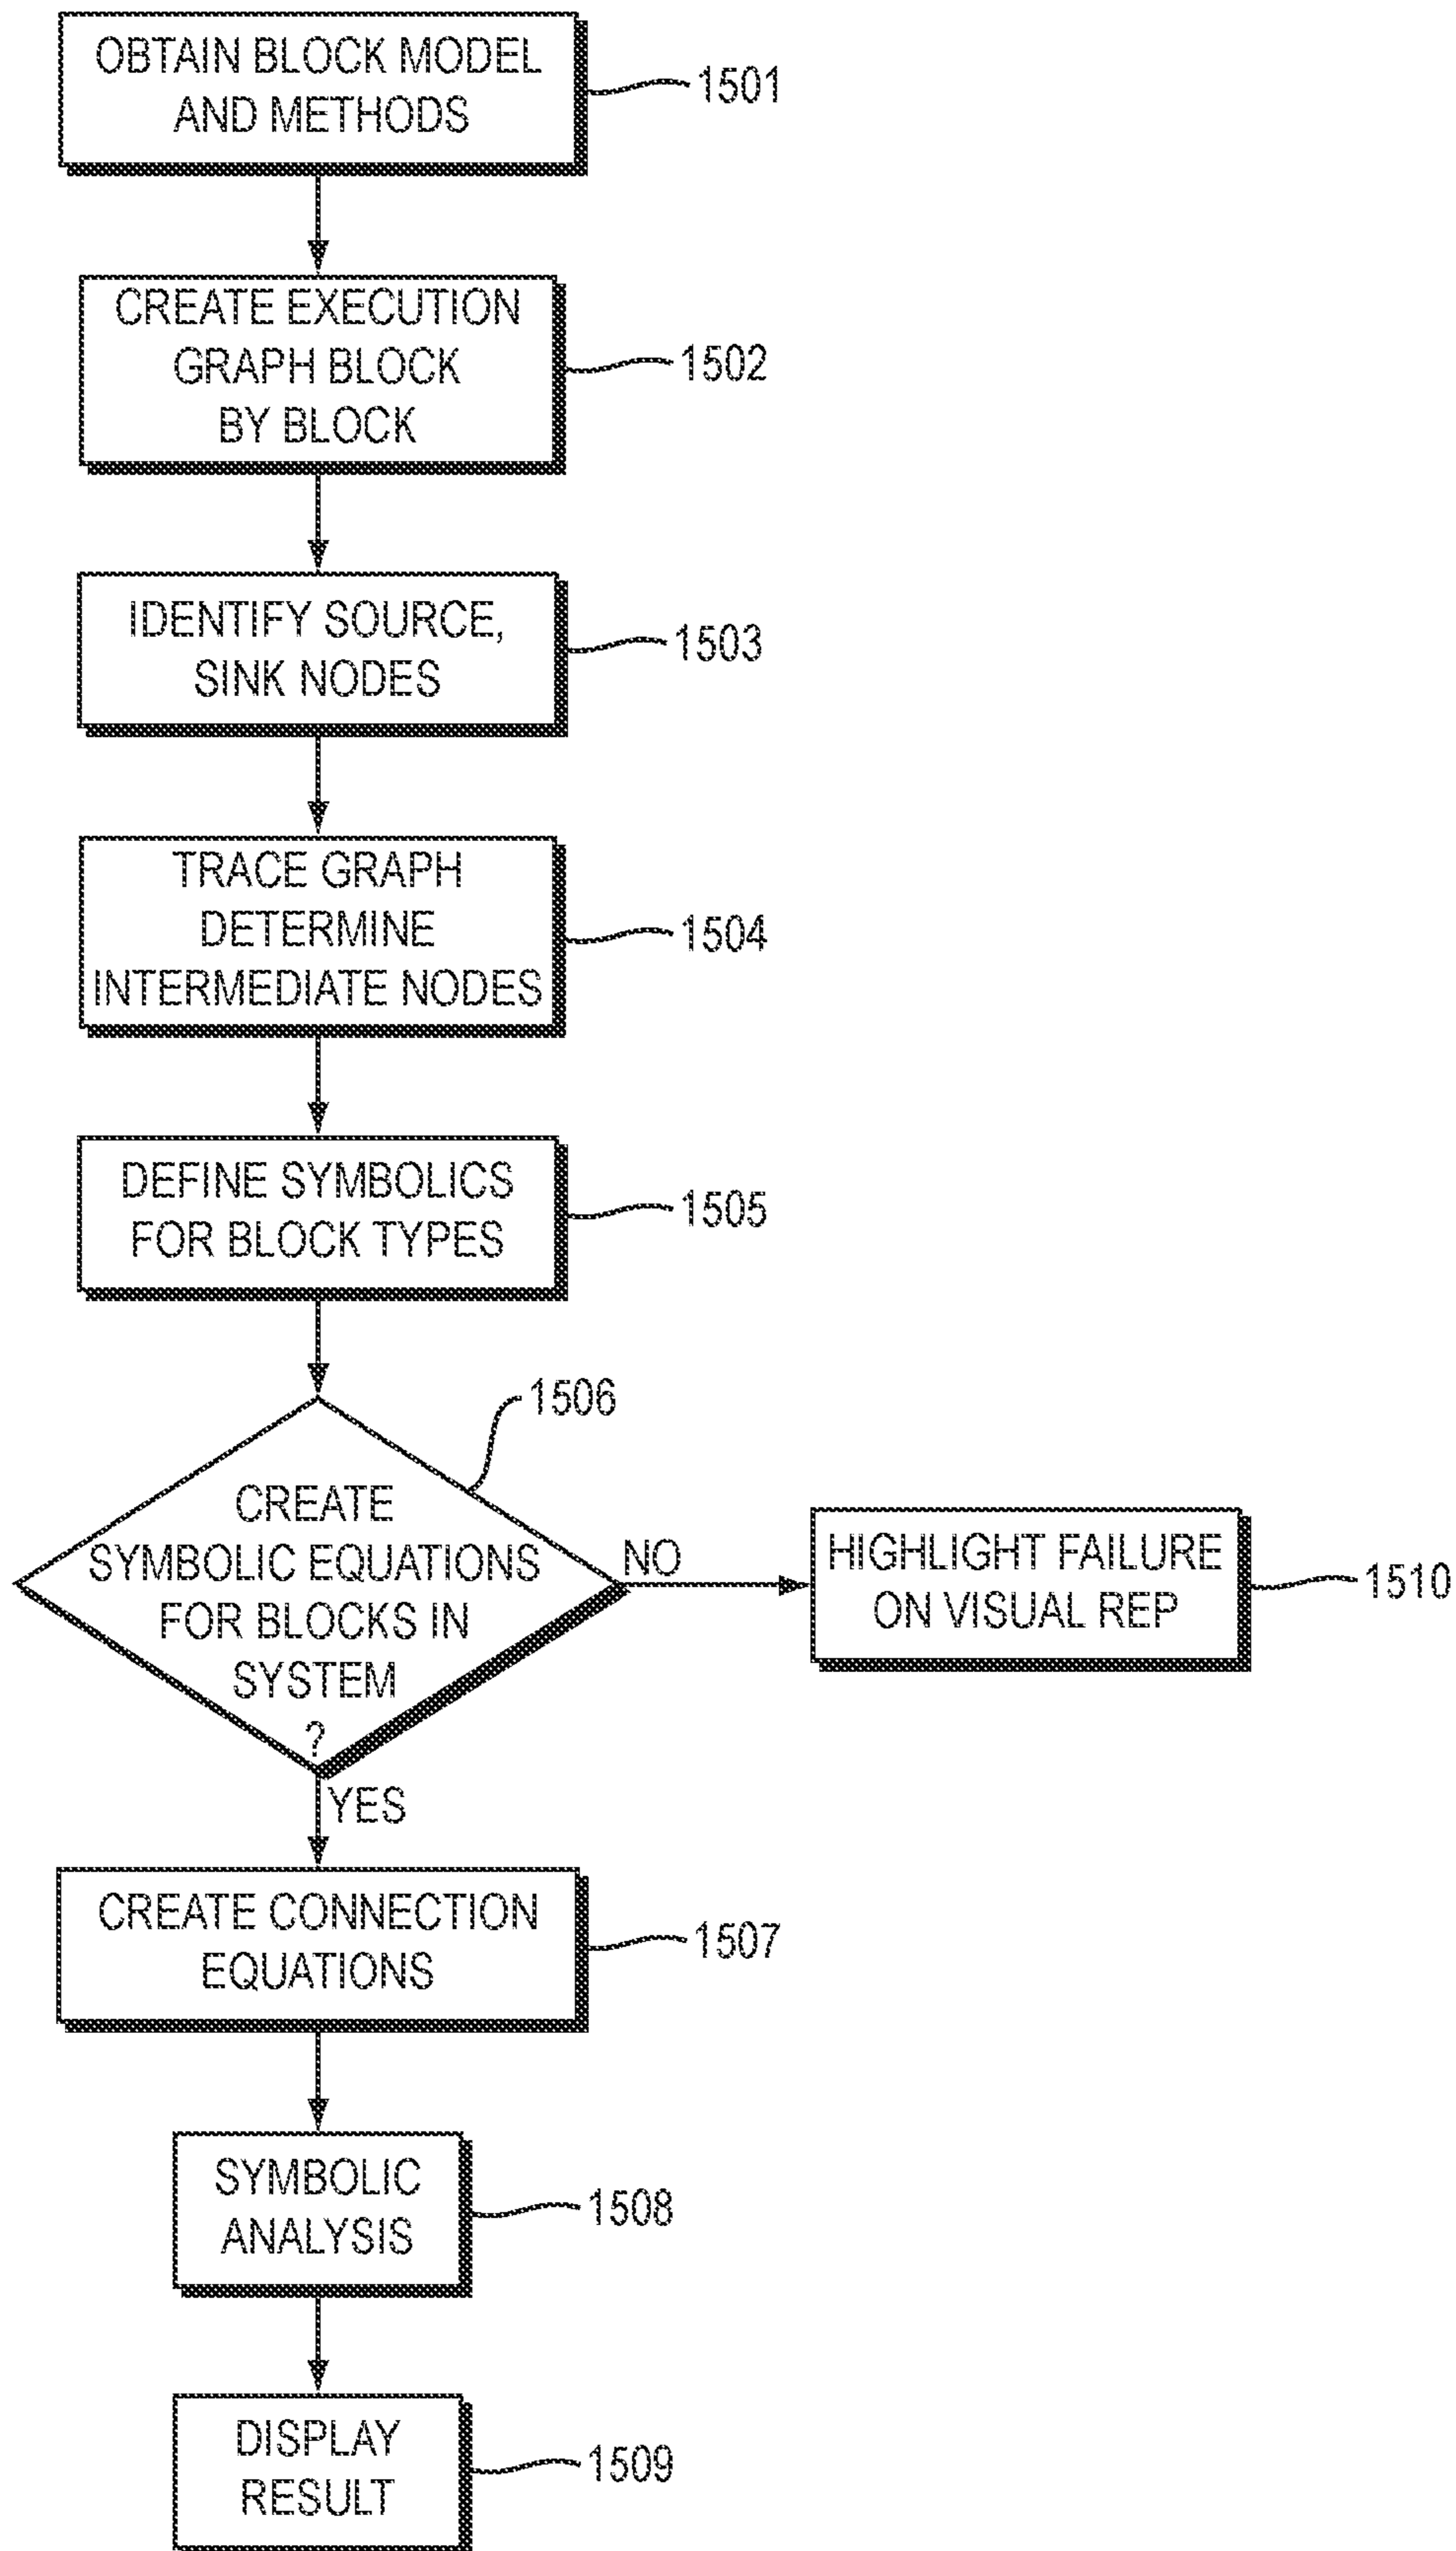 OBTAIN BLOCK MODEL
AND METHODS
1501
CREATE EXECUTION
GRAPH BLOCK
BY BLOCK
1502
IDENTIFY SOURCE,
SINK NODES
1503
TRACE GRAPH
DETERMINE
INTERMEDIATE NODES
1504
DEFINE SYMBOLICS
FOR BLOCK TYPES
1505
1506
CREATE
SYMBOLIC EQUATIONS
FOR BLOCKS IN
SYSTEM
?
NO
HIGHLIGHT FAILURE
ON VISUAL REP
1510
YES
CREATE CONNECTION
EQUATIONS
1507
SYMBOLIC
ANALYSIS
1508
DISPLAY
RESULT
1509